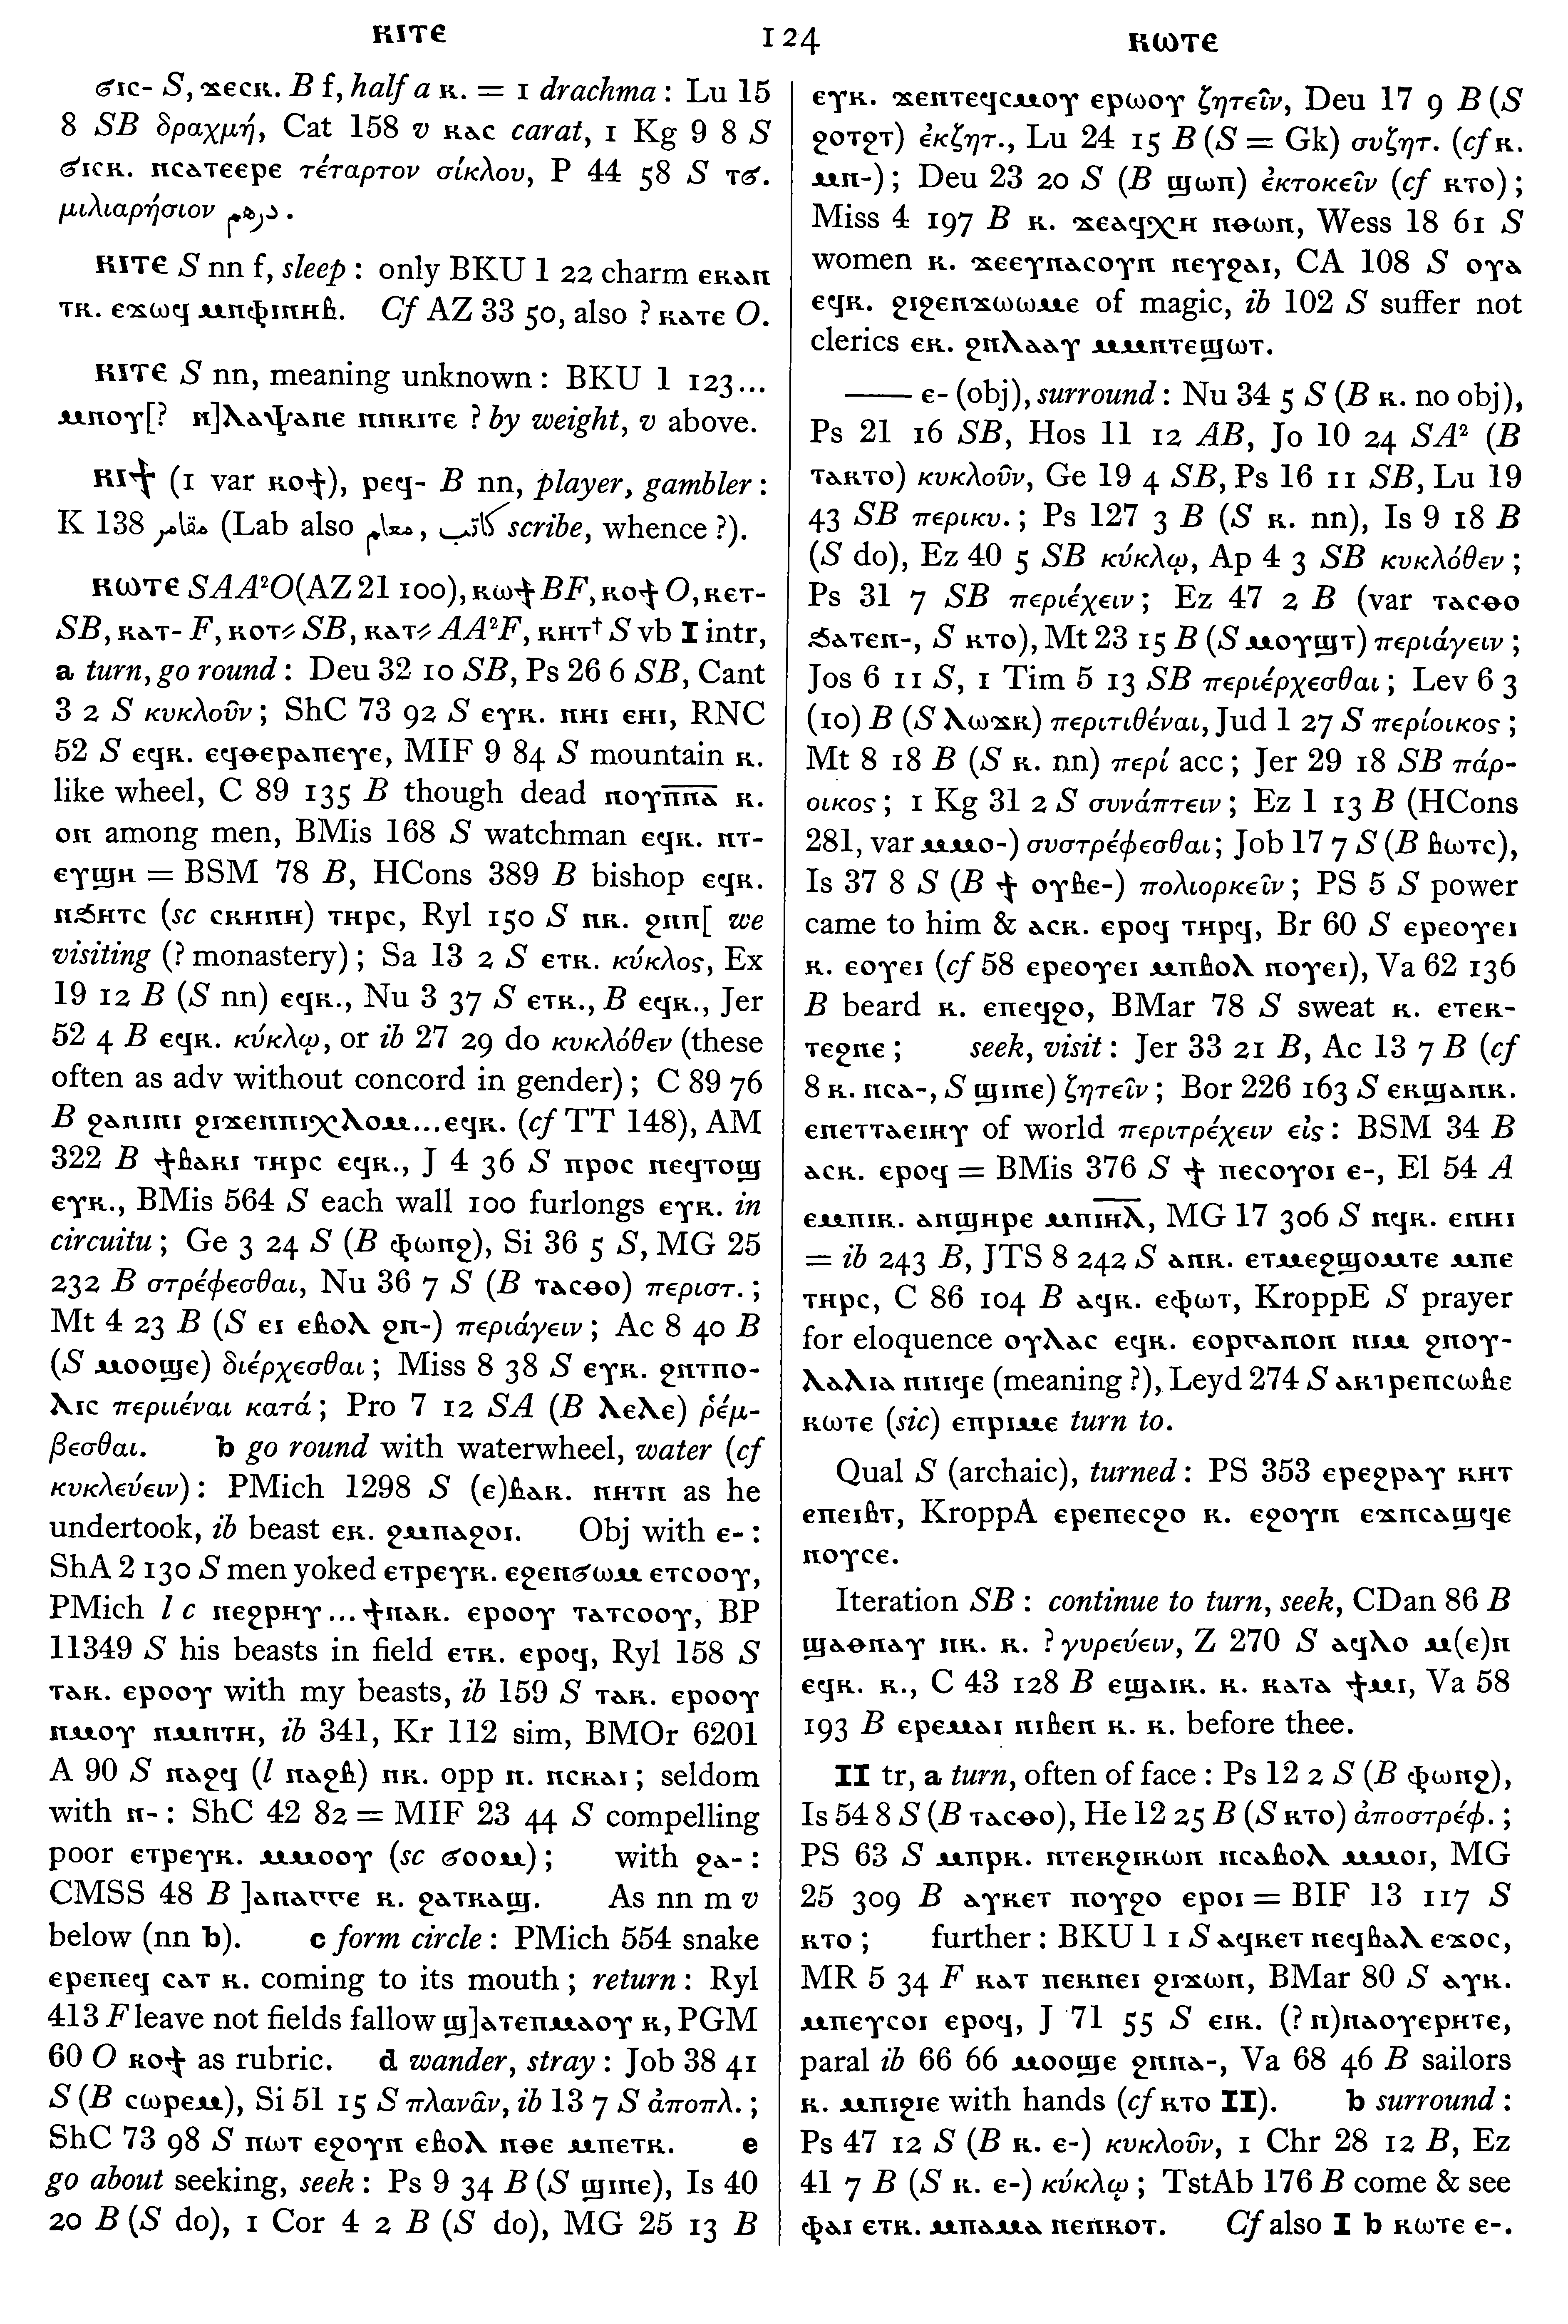 ⲕⲓⲧⲉ 124 ⲕⲱⲧⲉ
ϭⲓⲥ- S, ϫⲉⲥⲕ. B f, half a ⲕ. = 1 drachma : Lu 15
8 SB δραχμή, Cat 158 v ⲕⲁⲥ carat, 1 Kg 9 8 S
ϭⲓⲥⲕ. ⲛⲥⲁⲧⲉⲉⲣⲉ τέταρτον σίκλου, P 44 58 S ⲧϭ.
μιλιαρήσιον درهم.
ⲕⲓⲧⲉ S nn f, sleep : only BKU 1 22 charm ⲉⲕⲁⲛ
ⲧⲕ. ⲉϫⲱϥ ⲙⲡⲫⲓⲛⲏⲃ. Cf AZ 33 50, also ? ⲕⲁⲧⲉ O.
ⲕⲓⲧⲉ S nn, meaning unknown : BKU 1 123...
ⲙⲡⲟⲩ[? ⲛ]ⲗⲁⲯⲁⲛⲉ ⲛⲛⲕⲓⲧⲉ ? by weight, v above.
ⲕⲓϯ (1 var ⲕⲟϯ), ⲣⲉϥ- B nn, player, gambler :
K 138 مقامر (Lab also معلم, كاتب scribe, whence ?).
ⲕⲱⲧⲉ SAA²O(AZ 21 100), ⲕⲱϯ BF, ⲕⲟϯ O, ⲕⲉⲧ-
SB, ⲕⲁⲧ- F, ⲕⲟⲧ⸗ SB, ⲕⲁⲧ⸗ AA²F, ⲕⲏⲧ† S vb I intr,
a turn, go round : Deu 32 10 SB, Ps 26 6 SB, Cant
3 2 S κυκλοῦν ; ShC 73 92 S ⲉⲩⲕ. ⲛⲏⲓ ⲉⲏⲓ, RNC
52 S ⲉϥⲕ. ⲉϥⲑⲉⲣⲁⲡⲉⲩⲉ, MIF 9 84 S mountain ⲕ.
like wheel, C 89 135 B though dead ⲡⲟⲩⲡ̅ⲛ̅ⲁ̅ ⲕ.
ⲟⲛ among men, BMis 168 S watchman ⲉϥⲕ. ⲛⲧ-
ⲉⲩϣⲏ = BSM 78 B, HCons 389 B bishop ⲉϥⲕ.
ⲛϧⲏⲧⲥ (sc ⲥⲕⲏⲛⲏ) ⲧⲏⲣⲥ, Ryl 150 S ⲛⲕ. ϩⲛⲛ[ we
visiting (? monastery) ; Sa 13 2 S ⲉⲧⲕ. κύκλος, Ex
19 12 B (S nn) ⲉϥⲕ., Nu 3 37 S ⲉⲧⲕ., B ⲉϥⲕ., Jer
52 4 B ⲉϥⲕ. κύκλῳ, or ib 27 29 do κυκλόθεν (these
often as adv without concord in gender) ; C 89 76
B ϩⲁⲛⲓⲛⲓ ϩⲓϫⲉⲛⲡⲓⲭⲗⲟⲙ...ⲉϥⲕ. (cf TT 148), AM
322 B ϯⲃⲁⲕⲓ ⲧⲏⲣⲥ ⲉϥⲕ., J 4 36 S ⲡⲣⲟⲥ ⲡⲉϥⲧⲟϣ
ⲉⲩⲕ., BMis 564 S each wall 100 furlongs ⲉⲩⲕ. in
circuitu ; Ge 3 24 S (B ⲫⲱⲛϩ), Si 36 5 S, MG 25
232 B στρέφεσθαι, Nu 36 7 S (B ⲧⲁⲥⲑⲟ) περιστ. ;
Mt 4 23 B (S ⲉⲓ ⲉⲃⲟⲗ ϩⲛ-) περιάγειν ; Ac 8 40 B
(S ⲙⲟⲟϣⲉ) διέρχεσθαι ; Miss 8 38 S ⲉⲩⲕ. ϩⲛⲧⲡⲟ-
ⲗⲓⲥ περιιέναι κατά ; Pro 7 12 SA (B ⲗⲉⲗⲉ) ῥέμ-
βεσθαι. b go round with waterwheel, water (cf
κυκλεύειν) : PMich 1298 S (ⲉ)ⲃⲁⲕ. ⲛⲏⲧⲛ as he
undertook, ib beast ⲉⲕ. ϩⲙⲡⲁϩⲟⲓ. Obj with ⲉ- :
ShA 2 130 S men yoked ⲉⲧⲣⲉⲩⲕ. ⲉϩⲉⲛϭⲱⲙ ⲉⲧⲥⲟⲟⲩ,
PMich l c ⲛⲉϩⲣⲏⲩ...ϯⲛⲁⲕ. ⲉⲣⲟⲟⲩ ⲧⲁⲧⲥⲟⲟⲩ, BP
11349 S his beasts in field ⲉⲧⲕ. ⲉⲣⲟϥ, Ryl 158 S
ⲧⲁⲕ. ⲉⲣⲟⲟⲩ with my beasts, ib 159 S ⲧⲁⲕ. ⲉⲣⲟⲟⲩ
ⲛⲙⲟⲩ ⲛⲙⲛⲧⲏ, ib 341, Kr 112 sim, BMOr 6201
A 90 S ⲛⲁϩϥ (l ⲛⲁϩⲃ) ⲛⲕ. opp ⲛ. ⲛⲥⲕⲁⲓ ; seldom
with ⲛ- : ShC 42 82 = MIF 23 44 S compelling
poor ⲉⲧⲣⲉⲩⲕ. ⲙⲙⲟⲟⲩ (sc ϭⲟⲟⲙ) ; with ϩⲁ- :
CMSS 48 B ]ⲁⲛⲁⲅⲅⲉ ⲕ. ϩⲁⲧⲕⲁϣ. As nn m v
below (nn b). c form circle : PMich 554 snake
ⲉⲣⲉⲡⲉϥ ⲥⲁⲧ ⲕ. coming to its mouth ; return : Ryl
413 F leave not fields fallow ϣ]ⲁⲧⲉⲡⲙⲁⲟⲩ ⲕ, PGM
60 O ⲕⲟϯ as rubric. d wander, stray : Job 38 41
S (B ⲥⲱⲣⲉⲙ), Si 51 15 S πλανᾶν, ib 13 7 S ἀποπλ. ;
ShC 73 98 S ⲡⲱⲧ ⲉϩⲟⲩⲛ ⲉⲃⲟⲗ ⲛⲑⲉ ⲙⲡⲉⲧⲕ. e
go about seeking, seek : Ps 9 34 B (S ϣⲓⲛⲉ), Is 40
20 B (S do), 1 Cor 4 2 B (S do), MG 25 13 B
ⲉⲩⲕ. ϫⲉⲛⲧⲉϥⲥⲙⲟⲩ ⲉⲣⲱⲟⲩ ζητεῖν, Deu 17 9 B (S
ϩⲟⲧϩⲧ) ἐκζητ., Lu 24 15 B (S = Gk) συζητ. (cf ⲕ.
ⲙⲛ-) ; Deu 23 20 S (B ϣⲱⲡ) ἐκτοκεῖν (cf ⲕⲧⲟ) ;
Miss 4 197 B ⲕ. ϫⲉⲁϥⲭⲏ ⲛⲑⲱⲛ, Wess 18 61 S
women ⲕ. ϫⲉⲉⲩⲛⲁⲥⲟⲩⲛ ⲡⲉⲩϩⲁⲓ, CA 108 S ⲟⲩⲁ
ⲉϥⲕ. ϩⲓϩⲉⲛϫⲱⲱⲙⲉ of magic, ib 102 S suffer not
clerics ⲉⲕ. ϩⲛⲗⲁⲁⲩ ⲙⲙⲛⲧⲉϣⲱⲧ.
—— ⲉ- (obj), surround : Nu 34 5 S (B ⲕ. no obj),
Ps 21 16 SB, Hos 11 12 AB, Jo 10 24 SA² (B
ⲧⲁⲕⲧⲟ) κυκλοῦν, Ge 19 4 SB, Ps 16 11 SB, Lu 19
43 SB περικυ. ; Ps 127 3 B (S ⲕ. nn), Is 9 18 B
(S do), Ez 40 5 SB κύκλῳ, Ap 4 3 SB κυκλόθεν ;
Ps 31 7 SB περιέχειν ; Ez 47 2 B (var ⲧⲁⲥⲑⲟ
ϧⲁⲧⲉⲛ-, S ⲕⲧⲟ), Mt 23 15 B (S ⲙⲟⲩϣⲧ) περιάγειν ;
Jos 6 11 S, 1 Tim 5 13 SB περιέρχεσθαι ; Lev 6 3
(10) B (S ⲗⲱϫⲕ) περιτιθέναι, Jud 1 27 S περίοικος ;
Mt 8 18 B (S ⲕ. nn) περί acc ; Jer 29 18 SB πάρ-
οικος ; 1 Kg 31 2 S συνάπτειν ; Ez 1 13 B (HCons
281, var ⲙⲙⲟ-) συστρέφεσθαι ; Job 17 7 S (B ⲃⲱⲧⲥ),
Is 37 8 S (B ϯ ⲟⲩⲃⲉ-) πολιορκεῖν ; PS 5 S power
came to him & ⲁⲥⲕ. ⲉⲣⲟϥ ⲧⲏⲣϥ, Br 60 S ⲉⲣⲉⲟⲩⲉⲓ
ⲕ. ⲉⲟⲩⲉⲓ (cf 58 ⲉⲣⲉⲟⲩⲉⲓ ⲙⲡⲃⲟⲗ ⲛⲟⲩⲉⲓ), Va 62 136
B beard ⲕ. ⲉⲡⲉϥϩⲟ, BMar 78 S sweat ⲕ. ⲉⲧⲉⲕ-
ⲧⲉϩⲛⲉ ; seek, visit : Jer 33 21 B, Ac 13 7 B (cf
8 ⲕ. ⲛⲥⲁ-, S ϣⲓⲛⲉ) ζητεῖν ; Bor 226 163 S ⲉⲕϣⲁⲛⲕ.
ⲉⲛⲉⲧⲧⲁⲉⲓⲏⲩ of world περιτρέχειν εἰς : BSM 34 B
ⲁⲥⲕ. ⲉⲣⲟϥ = BMis 376 S ϯ ⲡⲉⲥⲟⲩⲟⲓ ⲉ-, El 54 A
ⲉⲙⲡⲓⲕ. ⲁⲛϣⲏⲣⲉ ⲙⲡⲓ̅ⲏ̅ⲗ̅, MG 17 306 S ⲛϥⲕ. ⲉⲡⲏⲓ
= ib 243 B, JTS 8 242 S ⲁⲛⲕ. ⲉⲧⲙⲉϩϣⲟⲙⲧⲉ ⲙⲡⲉ
ⲧⲏⲣⲥ, C 86 104 B ⲁϥⲕ. ⲉⲫⲱⲧ, KroppE S prayer
for eloquence ⲟⲩⲗⲁⲥ ⲉϥⲕ. ⲉⲟⲣⲅⲁⲛⲟⲛ ⲛⲓⲙ ϩⲛⲟⲩ-
ⲗⲁⲗⲓⲁ ⲛⲛⲓϥⲉ (meaning ?), Leyd 274 S ⲁⲕⲧⲣⲉⲡⲥⲱⲃⲉ
ⲕⲱⲧⲉ (sic) ⲉⲡⲣⲓⲙⲉ turn to.
Qual S (archaic), turned : PS 353 ⲉⲣⲉϩⲣⲁⲩ ⲕⲏⲧ
ⲉⲡⲉⲓⲃⲧ, KroppA ⲉⲣⲉⲡⲉⲥϩⲟ ⲕ. ⲉϩⲟⲩⲛ ⲉϫⲛⲥⲁϣϥⲉ
ⲛⲟⲩⲥⲉ.
Iteration SB : continue to turn, seek, CDan 86 B
ϣⲁⲑⲛⲁⲩ ⲛⲕ. ⲕ. ? γυρεύειν, Z 270 S ⲁϥⲗⲟ ⲙ(ⲉ)ⲛ
ⲉϥⲕ. ⲕ., C 43 128 B ⲉϣⲁⲓⲕ. ⲕ. ⲕⲁⲧⲁ ϯⲙⲓ, Va 58
193 B ⲉⲣⲉⲙⲁⲓ ⲛⲓⲃⲉⲛ ⲕ. ⲕ. before thee.
II tr, a turn, often of face : Ps 12 2 S (B ⲫⲱⲛϩ),
Is 54 8 S (B ⲧⲁⲥⲑⲟ), He 12 25 B (S ⲕⲧⲟ) ἀποστρέφ. ;
PS 63 S ⲙⲡⲣⲕ. ⲛⲧⲉⲕϩⲓⲕⲱⲛ ⲛⲥⲁⲃⲟⲗ ⲙⲙⲟⲓ, MG
25 309 B ⲁⲩⲕⲉⲧ ⲡⲟⲩϩⲟ ⲉⲣⲟⲓ = BIF 13 117 S
ⲕⲧⲟ ; further : BKU 1 1 S ⲁϥⲕⲉⲧ ⲡⲉϥⲃⲁⲗ ⲉϫⲟⲥ,
MR 5 34 F ⲕⲁⲧ ⲡⲉⲕⲛⲉⲓ ϩⲓϫⲱⲛ, BMar 80 S ⲁⲩⲕ.
ⲙⲡⲉⲩⲥⲟⲓ ⲉⲣⲟϥ, J 71 55 S ⲉⲓⲕ. (? ⲛ)ⲛⲁⲟⲩⲉⲣⲏⲧⲉ,
paral ib 66 66 ⲙⲟⲟϣⲉ ϩⲛⲛⲁ-, Va 68 46 B sailors
ⲕ. ⲙⲡⲓϩⲓⲉ with hands (cf ⲕⲧⲟ II). b surround :
Ps 47 12 S (B ⲕ. ⲉ-) κυκλοῦν, 1 Chr 28 12 B, Ez
41 7 B (S ⲕ. ⲉ-) κύκλῳ ; TstAb 176 B come & see
ⲫⲁⲓ ⲉⲧⲕ. ⲙⲡⲁⲙⲁ ⲛⲉⲛⲕⲟⲧ. Cf also I b ⲕⲱⲧⲉ ⲉ-.